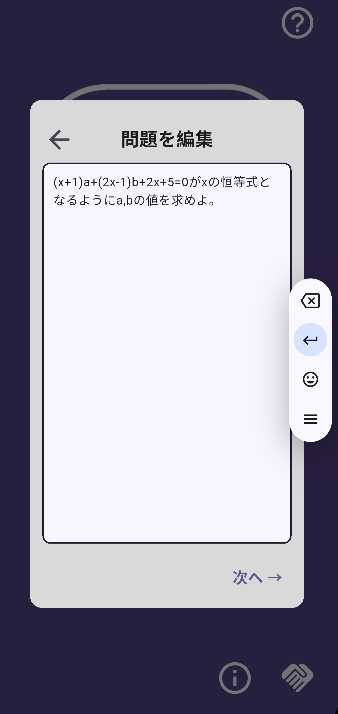 問題を編集
(x+1)a+(2x-1)b+2x+5=0がxの恒等式と
なるようにa,bの値を求めよ。
次へ→